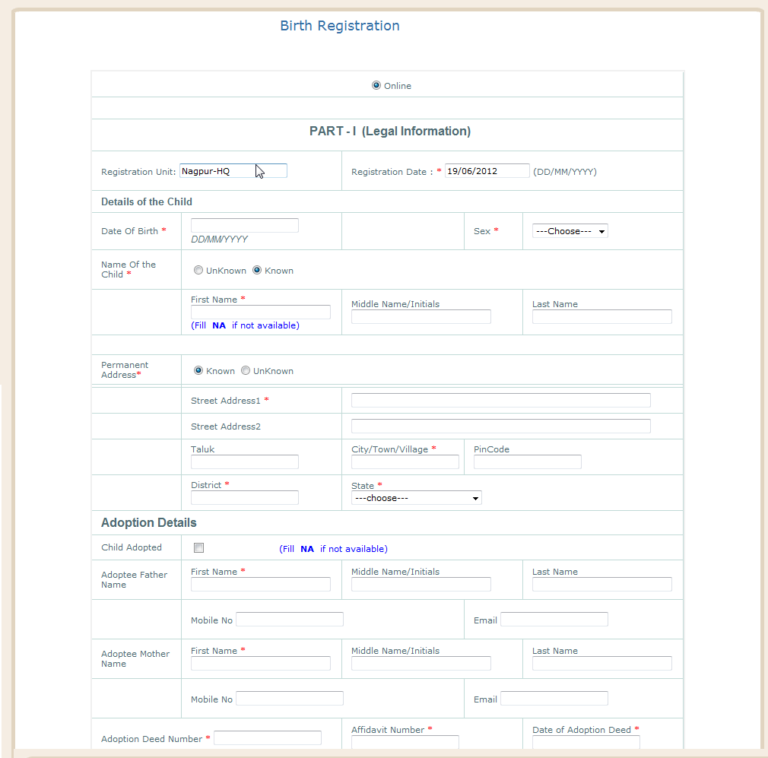 Birth Registration
Online
PART - I (Legal Information)
Registration Unit: Nagpur-HQ Registration Date : * 19/06/2012 (DD/MM/YYYY)
Details of the Child
Date Of Birth * Sex * ---Choose---
DD/MM/YYYY
Name Of the
Child *
UnKnown Known
First Name * Middle Name/Initials Last Name
(Fill NA if not available)
Permanent
Address*
Known UnKnown
Street Address1 *
Street Address2
Taluk City/Town/Village * PinCode
District * State *
---choose---
Adoption Details
Child Adopted (Fill NA if not available)
Adoptee Father
Name
First Name * Middle Name/Initials Last Name
Mobile No Email
Adoptee Mother
Name
First Name * Middle Name/Initials Last Name
Mobile No Email
Adoption Deed Number * Affidavit Number * Date of Adoption Deed *